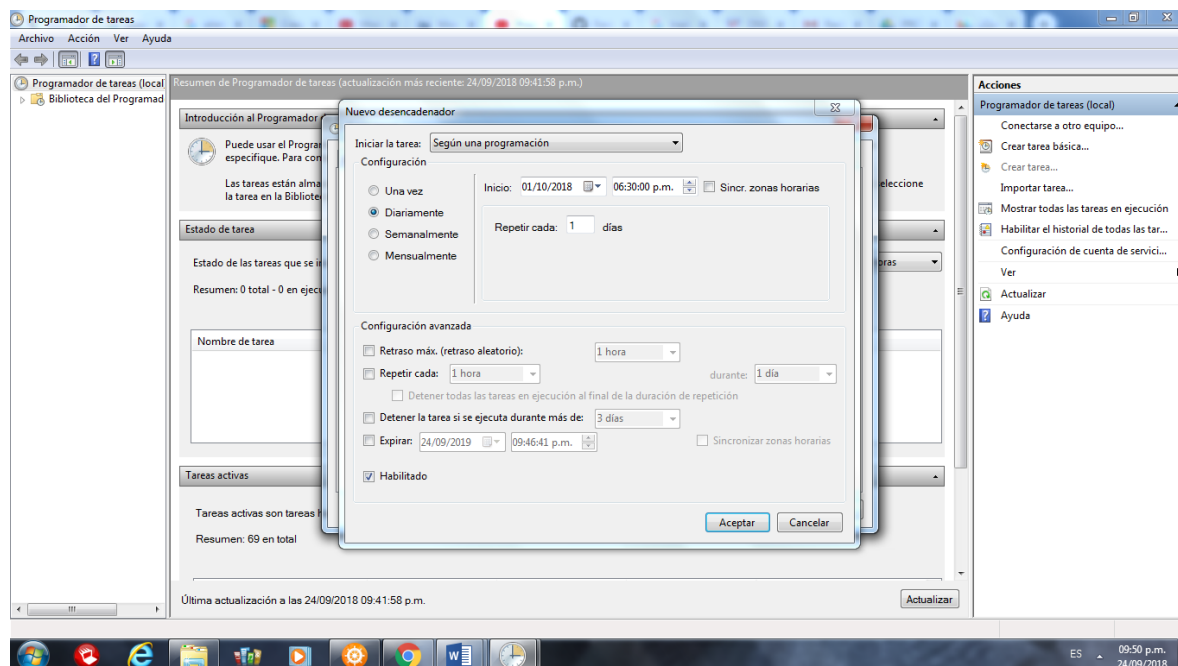 Programador de tareas
Archivo Acción Ver Ayuda
Programador de tareas (local)
Biblioteca del Programad
Resumen de Programador de tareas (actualización más reciente: 24/09/2018 09:41:58 p.m.)
Introducción al Programador
Puede usar el Progra
especifique. Para con
Las tareas están alma
la tarea en la Bibliote
eleccione
Estado de tarea
Estado de las tareas que se in
oras
Resumen: 0 total - 0 en ejecu
Nombre de tarea
Tareas activas
Tareas activas son tareas h
Resumen: 69 en total
Última actualización a las 24/09/2018 09:41:58 p.m.
Actualizar
Nuevo desencadenador
Iniciar la tarea: Según una programación
Configuración
Una vez
Diariamente
Semanalmente
Mensualmente
Inicio: 01/10/2018 06:30:00 p.m. Sincr. zonas horarias
Repetir cada: 1 días
Configuración avanzada
Retraso máx. (retraso aleatorio): 1 hora
Repetir cada: 1 hora durante: 1 día
Detener todas las tareas en ejecución al final de la duración de repetición
Detener la tarea si se ejecuta durante más de: 3 días
Expirar: 24/09/2019 09:46:41 p.m. Sincronizar zonas horarias
Habilitado
Aceptar Cancelar
Acciones
Programador de tareas (local)
Conectarse a otro equipo...
Crear tarea básica...
Crear tarea...
Importar tarea...
Mostrar todas las tareas en ejecución
Habilitar el historial de todas las tar...
Configuración de cuenta de servici...
Ver
Actualizar
Ayuda
ES 09:50 p.m.
24/09/2018